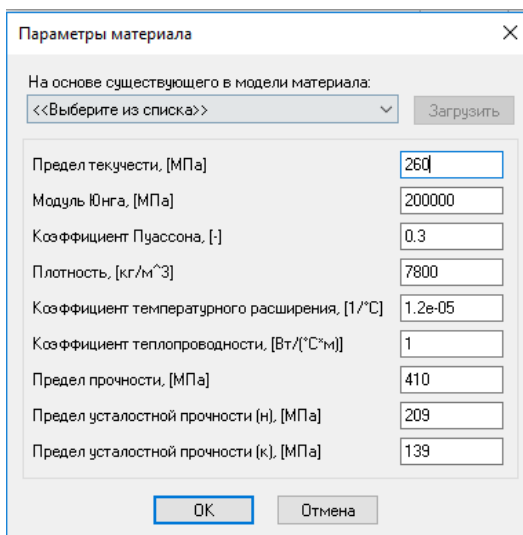 Параметры материала
На основе существующего в модели материала:
<<Выберите из списка>>
Загрузить
Предел текучести, [МПа] 260
Модуль Юнга, [МПа] 200000
Коэффициент Пуассона, [-] 0.3
Плотность, [кг/м^3] 7800
Коэффициент температурного расширения, [1/°C] 1.2e-05
Коэффициент теплопроводности, [Вт/(°C*м)] 1
Предел прочности, [МПа] 410
Предел усталостной прочности (н), [МПа] 209
Предел усталостной прочности (к), [МПа] 139
OK Отмена